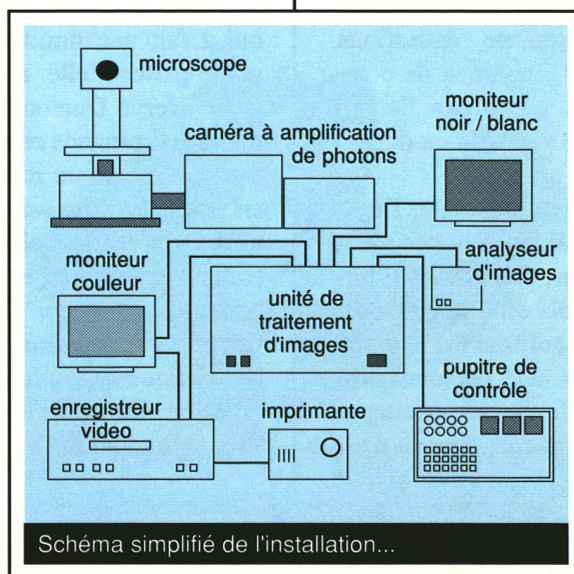 microscope
caméra à amplification
de photons
moniteur
noir / blanc
moniteur
couleur
unité de
traitement
d'images
analyseur
d'images
enregistreur
video
imprimante
pupitre de
contrôle
Schéma simplifié de l'installation...